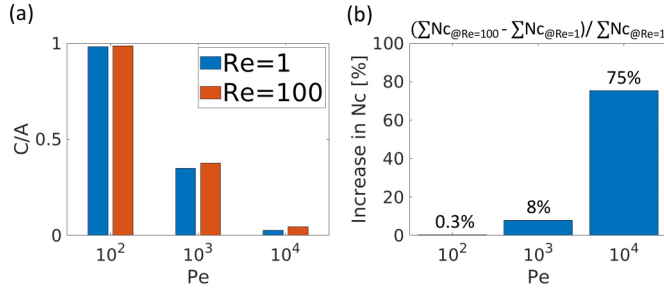 (a)
1
0.5
0
C/A
Re=1
Re=100
10²
10³
10⁴
Pe
(b)
(∑Nc@Re=100 - ∑Nc@Re=1)/ ∑Nc@Re=1
100
80
60
40
20
0
Increase in Nc [%]
0.3%
8%
75%
10²
10³
10⁴
Pe